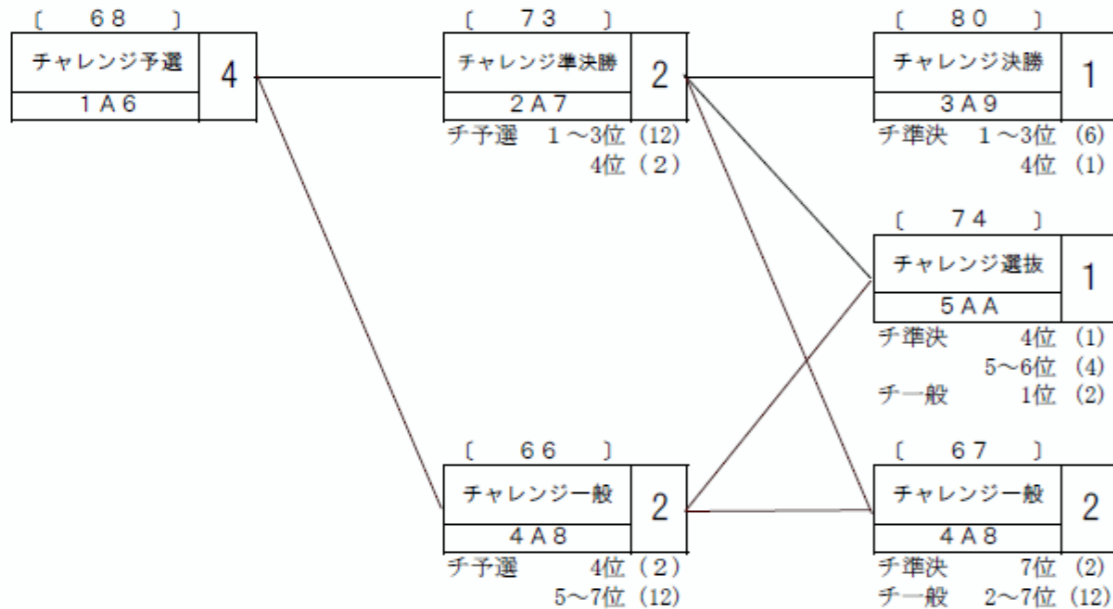 〔 68 〕
チャレンジ予選 4
1A6
〔 73 〕
チャレンジ準決勝 2
2A7
チ予選 1~3位 (12)
4位 (2)
〔 80 〕
チャレンジ決勝 1
3A9
チ準決 1~3位 (6)
4位 (1)
〔 74 〕
チャレンジ選抜 1
5AA
チ準決 4位 (1)
5~6位 (4)
チ一般 1位 (2)
〔 66 〕
チャレンジ一般 2
4A8
チ予選 4位 (2)
5~7位 (12)
〔 67 〕
チャレンジ一般 2
4A8
チ準決 7位 (2)
チ一般 2~7位 (12)